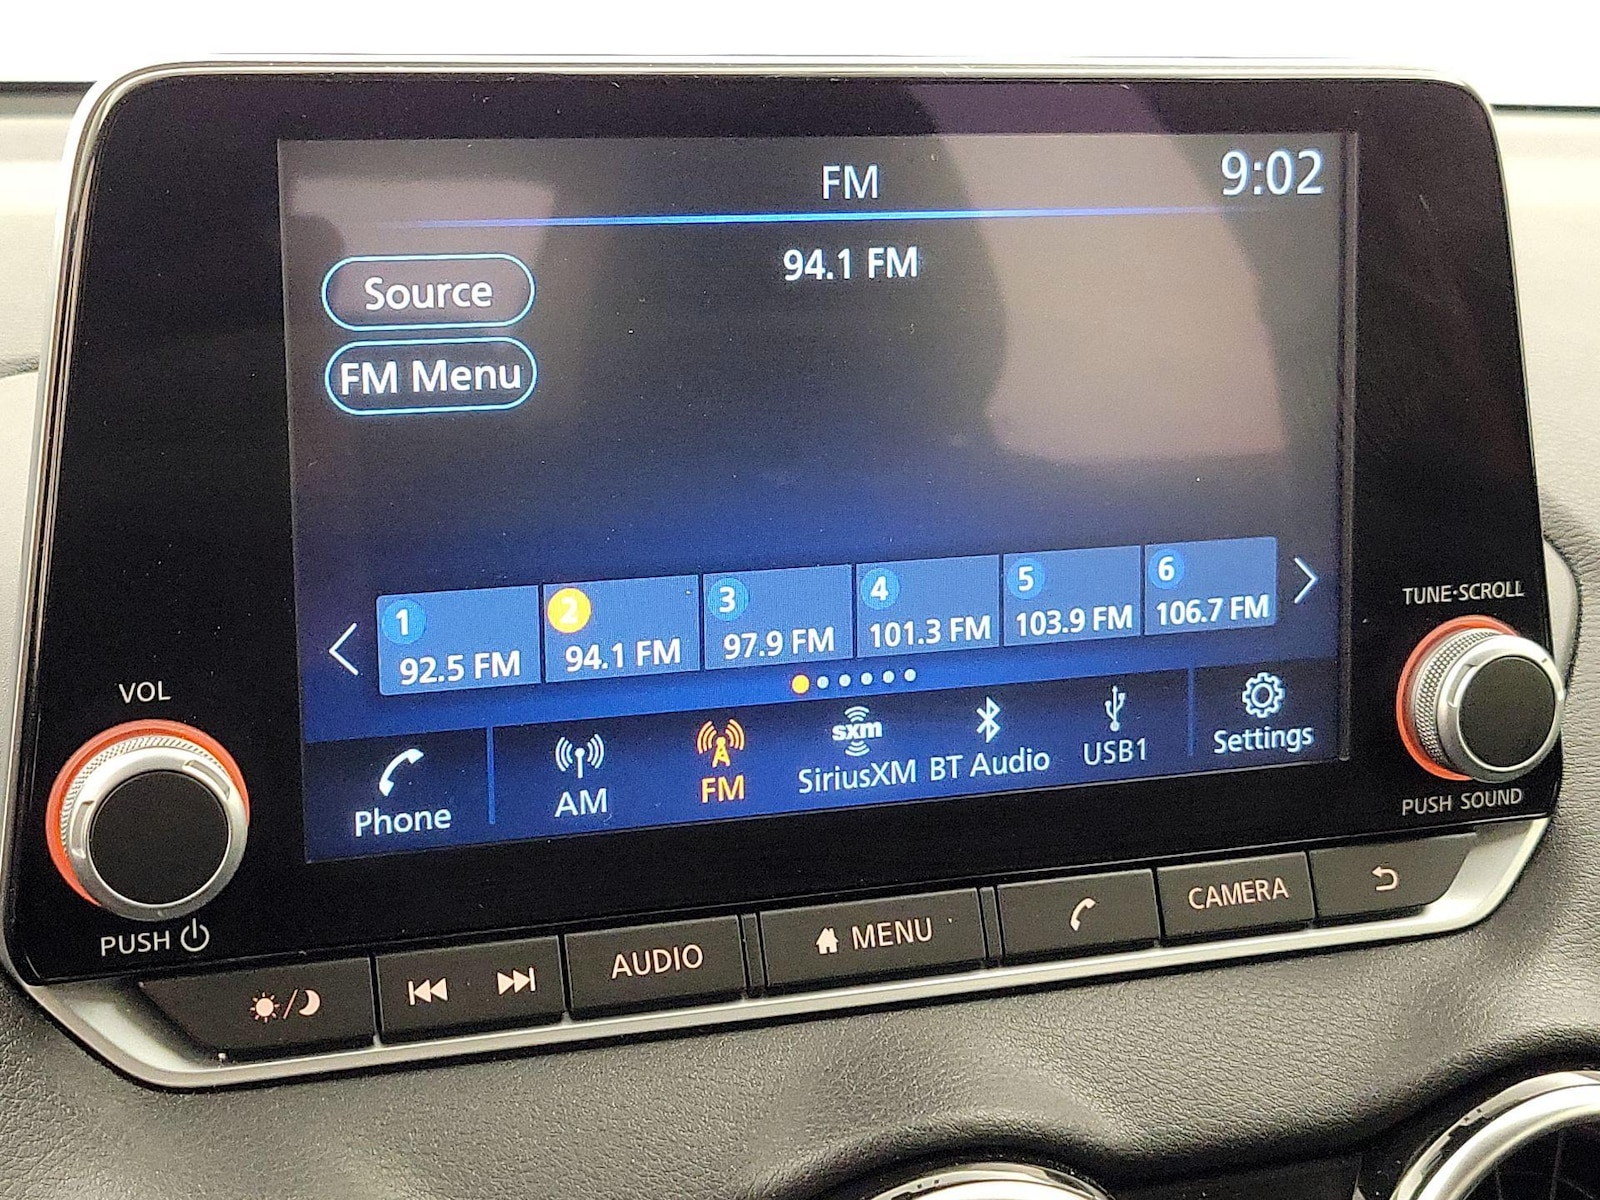 FM
9:02
94.1 FM
Source
FM Menu
1 92.5 FM
2 94.1 FM
3 97.9 FM
4 101.3 FM
5 103.9 FM
6 106.7 FM
Phone
AM
FM
sxm
SiriusXM
BT Audio
USB1
Settings
VOL
PUSH
TUNE·SCROLL
PUSH SOUND
AUDIO
MENU
CAMERA